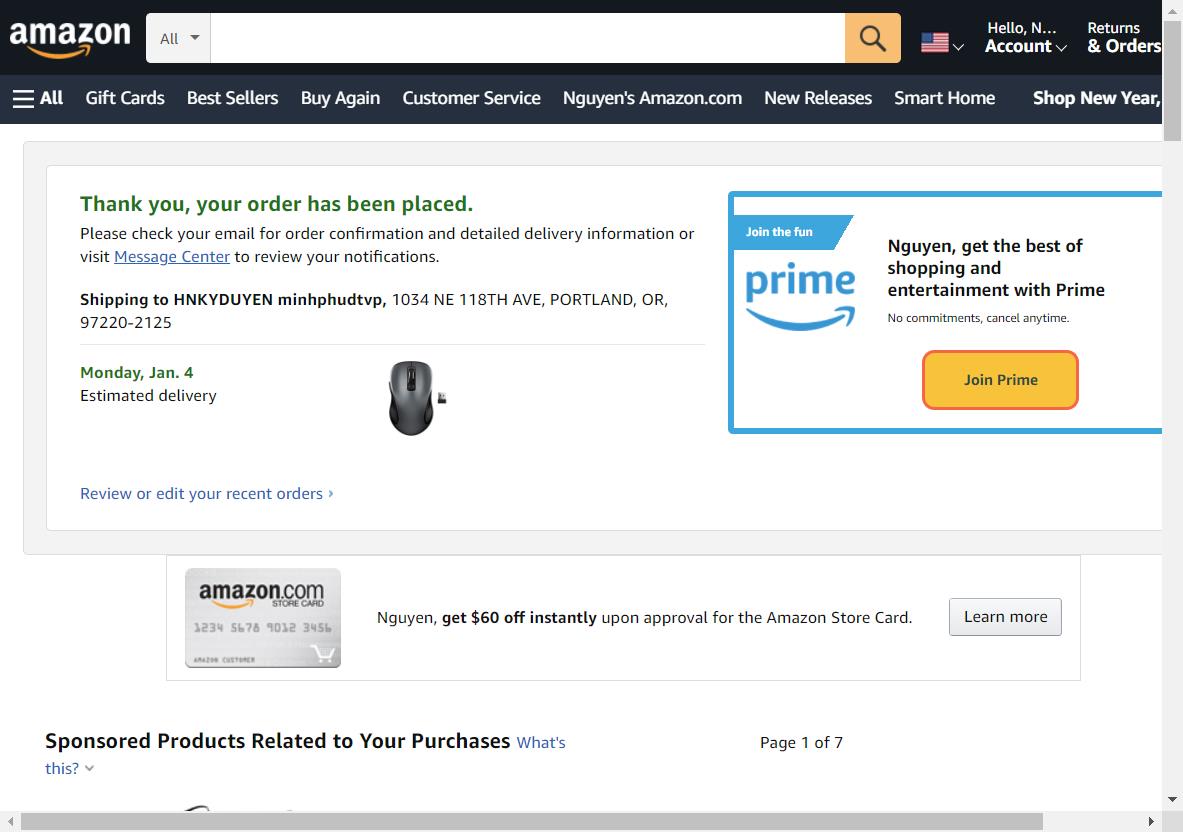 amazon
All
Hello, N...
Account
Returns
& Orders
All
Gift Cards
Best Sellers
Buy Again
Customer Service
Nguyen's Amazon.com
New Releases
Smart Home
Shop New Year,
Thank you, your order has been placed.
Please check your email for order confirmation and detailed delivery information or
visit Message Center to review your notifications.
Shipping to HNKYDUYEN minhphudtvp, 1034 NE 118TH AVE, PORTLAND, OR,
97220-2125
Monday, Jan. 4
Estimated delivery
Review or edit your recent orders ›
Join the fun
prime
Nguyen, get the best of
shopping and
entertainment with Prime
No commitments, cancel anytime.
Join Prime
amazon.com
STORE CARD
1234 5678 9012 3456
AMAZON CUSTOMER
Nguyen, get $60 off instantly upon approval for the Amazon Store Card.
Learn more
Sponsored Products Related to Your Purchases What's
this?
Page 1 of 7